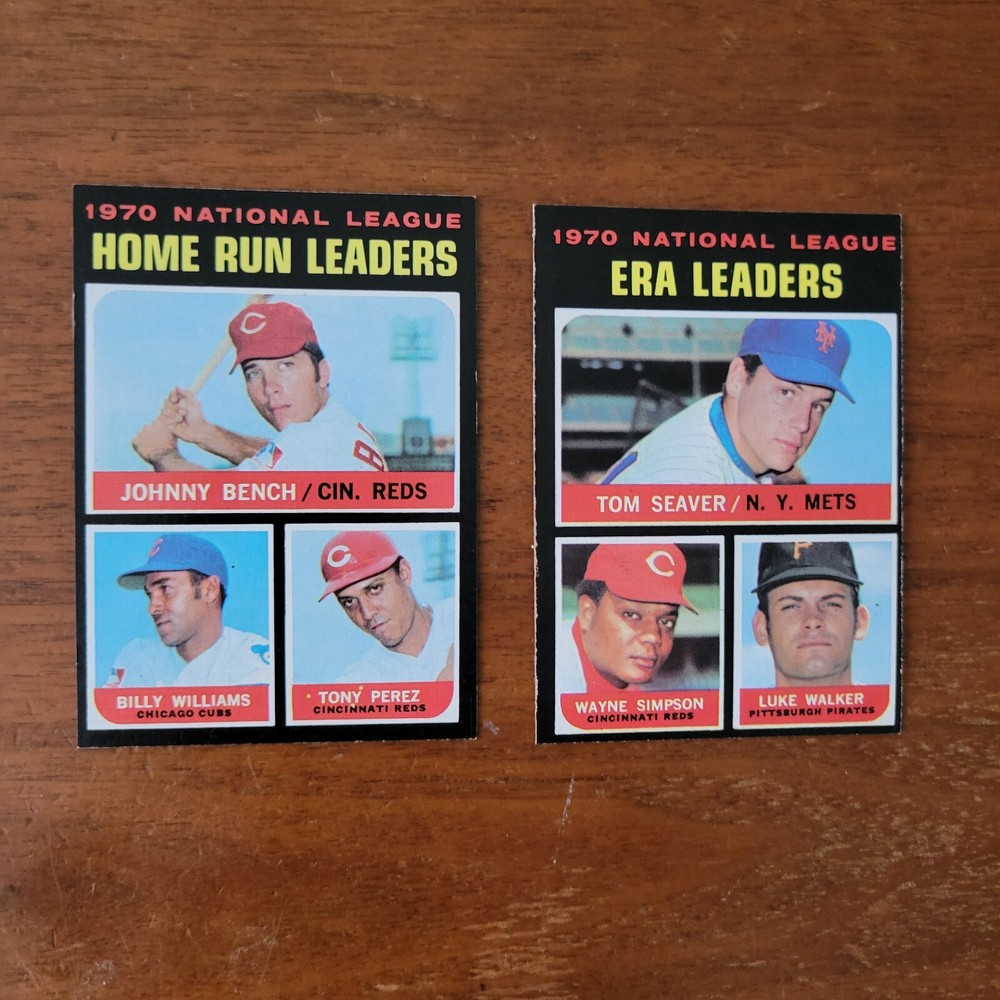 1970 NATIONAL LEAGUE
HOME RUN LEADERS
C
B
JOHNNY BENCH / CIN. REDS
C
BILLY WILLIAMS
CHICAGO CUBS
C
TONY PEREZ
CINCINNATI REDS
1970 NATIONAL LEAGUE
ERA LEADERS
NY
TOM SEAVER / N. Y. METS
C
WAYNE SIMPSON
CINCINNATI REDS
P
LUKE WALKER
PITTSBURGH PIRATES